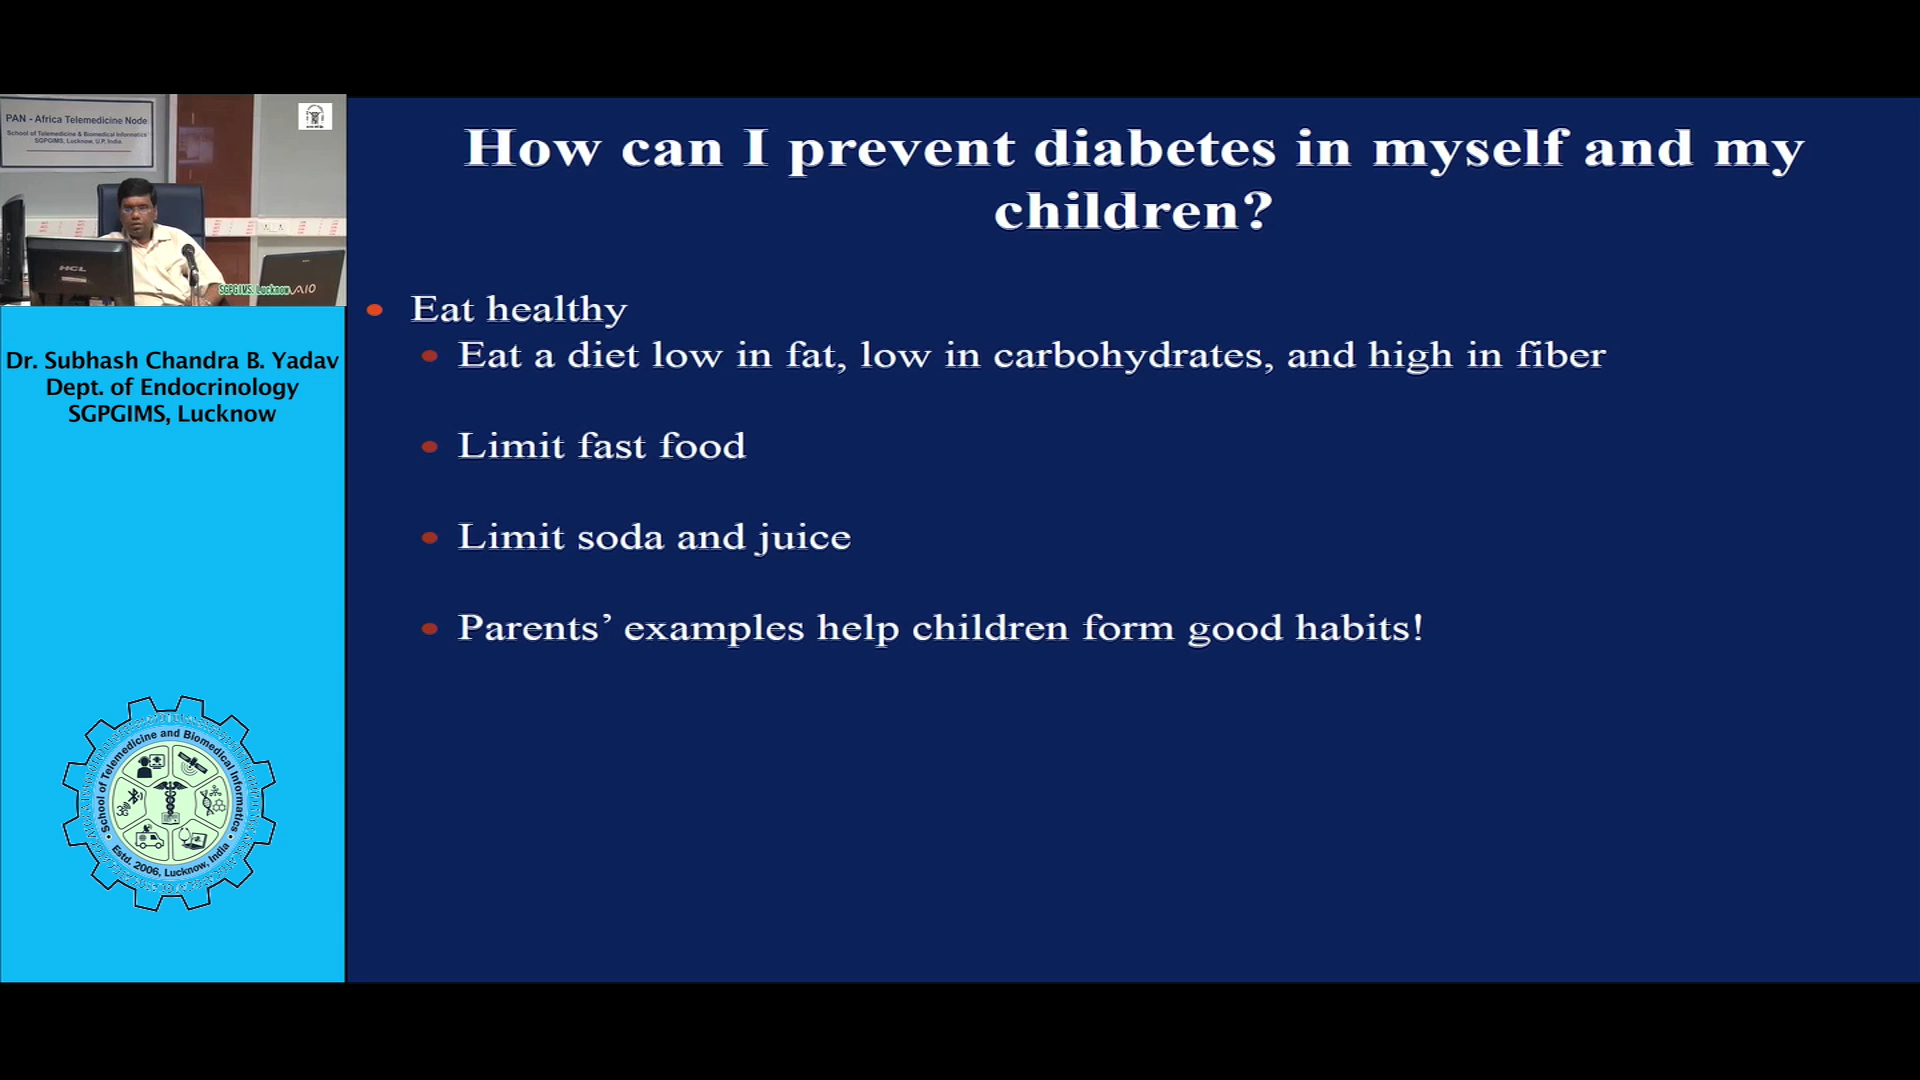 PAN - Africa Telemedicine Node
School of Telemedicine & Biomedical Informatics
SGPGIMS, Lucknow, U.P, India.
HCL
SGPGIMS, Lucknow
VAIO
Dr. Subhash Chandra B. Yadav
Dept. of Endocrinology
SGPGIMS, Lucknow
School of Telemedicine and Biomedical Informatics
Estd. 2006, Lucknow, India
3G
How can I prevent diabetes in myself and my
children?
• Eat healthy
• Eat a diet low in fat, low in carbohydrates, and high in fiber
• Limit fast food
• Limit soda and juice
• Parents’ examples help children form good habits!